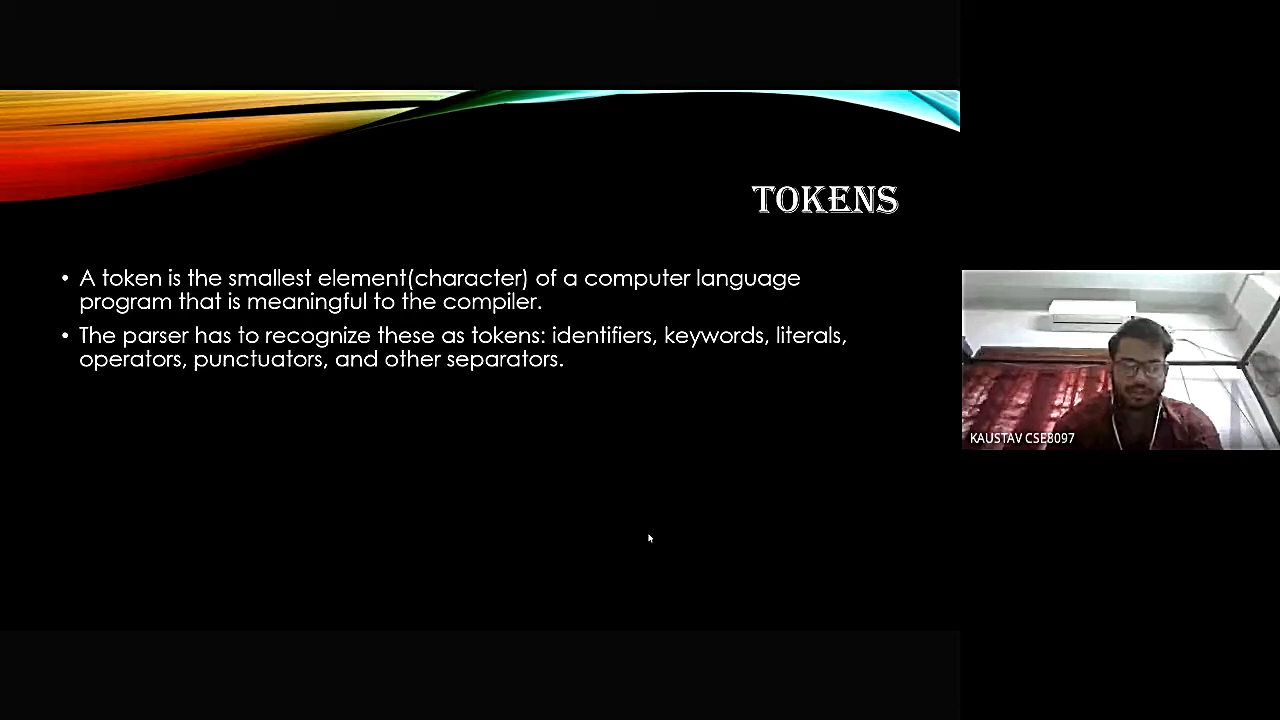 TOKENS
• A token is the smallest element(character) of a computer language
program that is meaningful to the compiler.
• The parser has to recognize these as tokens: identifiers, keywords, literals,
operators, punctuators, and other separators.
KAUSTAV CSE8097